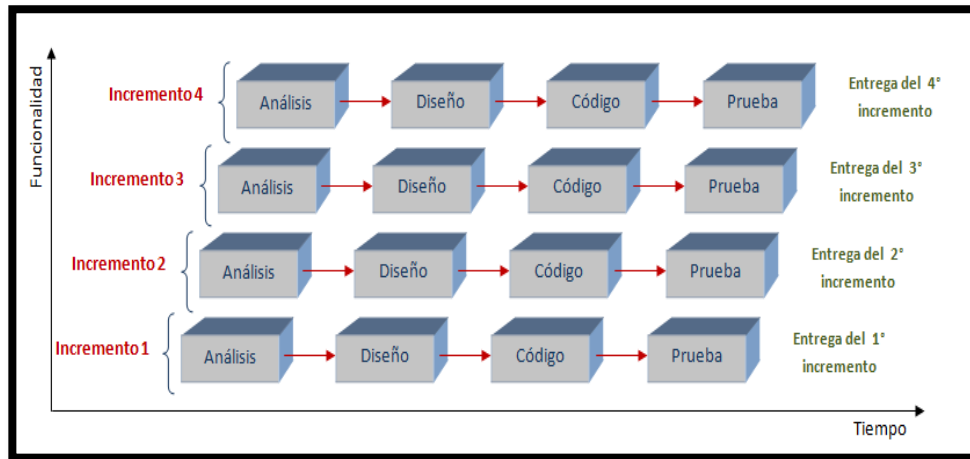 Funcionalidad
Incremento 4
Análisis
Diseño
Código
Prueba
Entrega del 4°
incremento
Incremento 3
Análisis
Diseño
Código
Prueba
Entrega del 3°
incremento
Incremento 2
Análisis
Diseño
Código
Prueba
Entrega del 2°
incremento
Incremento 1
Análisis
Diseño
Código
Prueba
Entrega del 1°
incremento
Tiempo